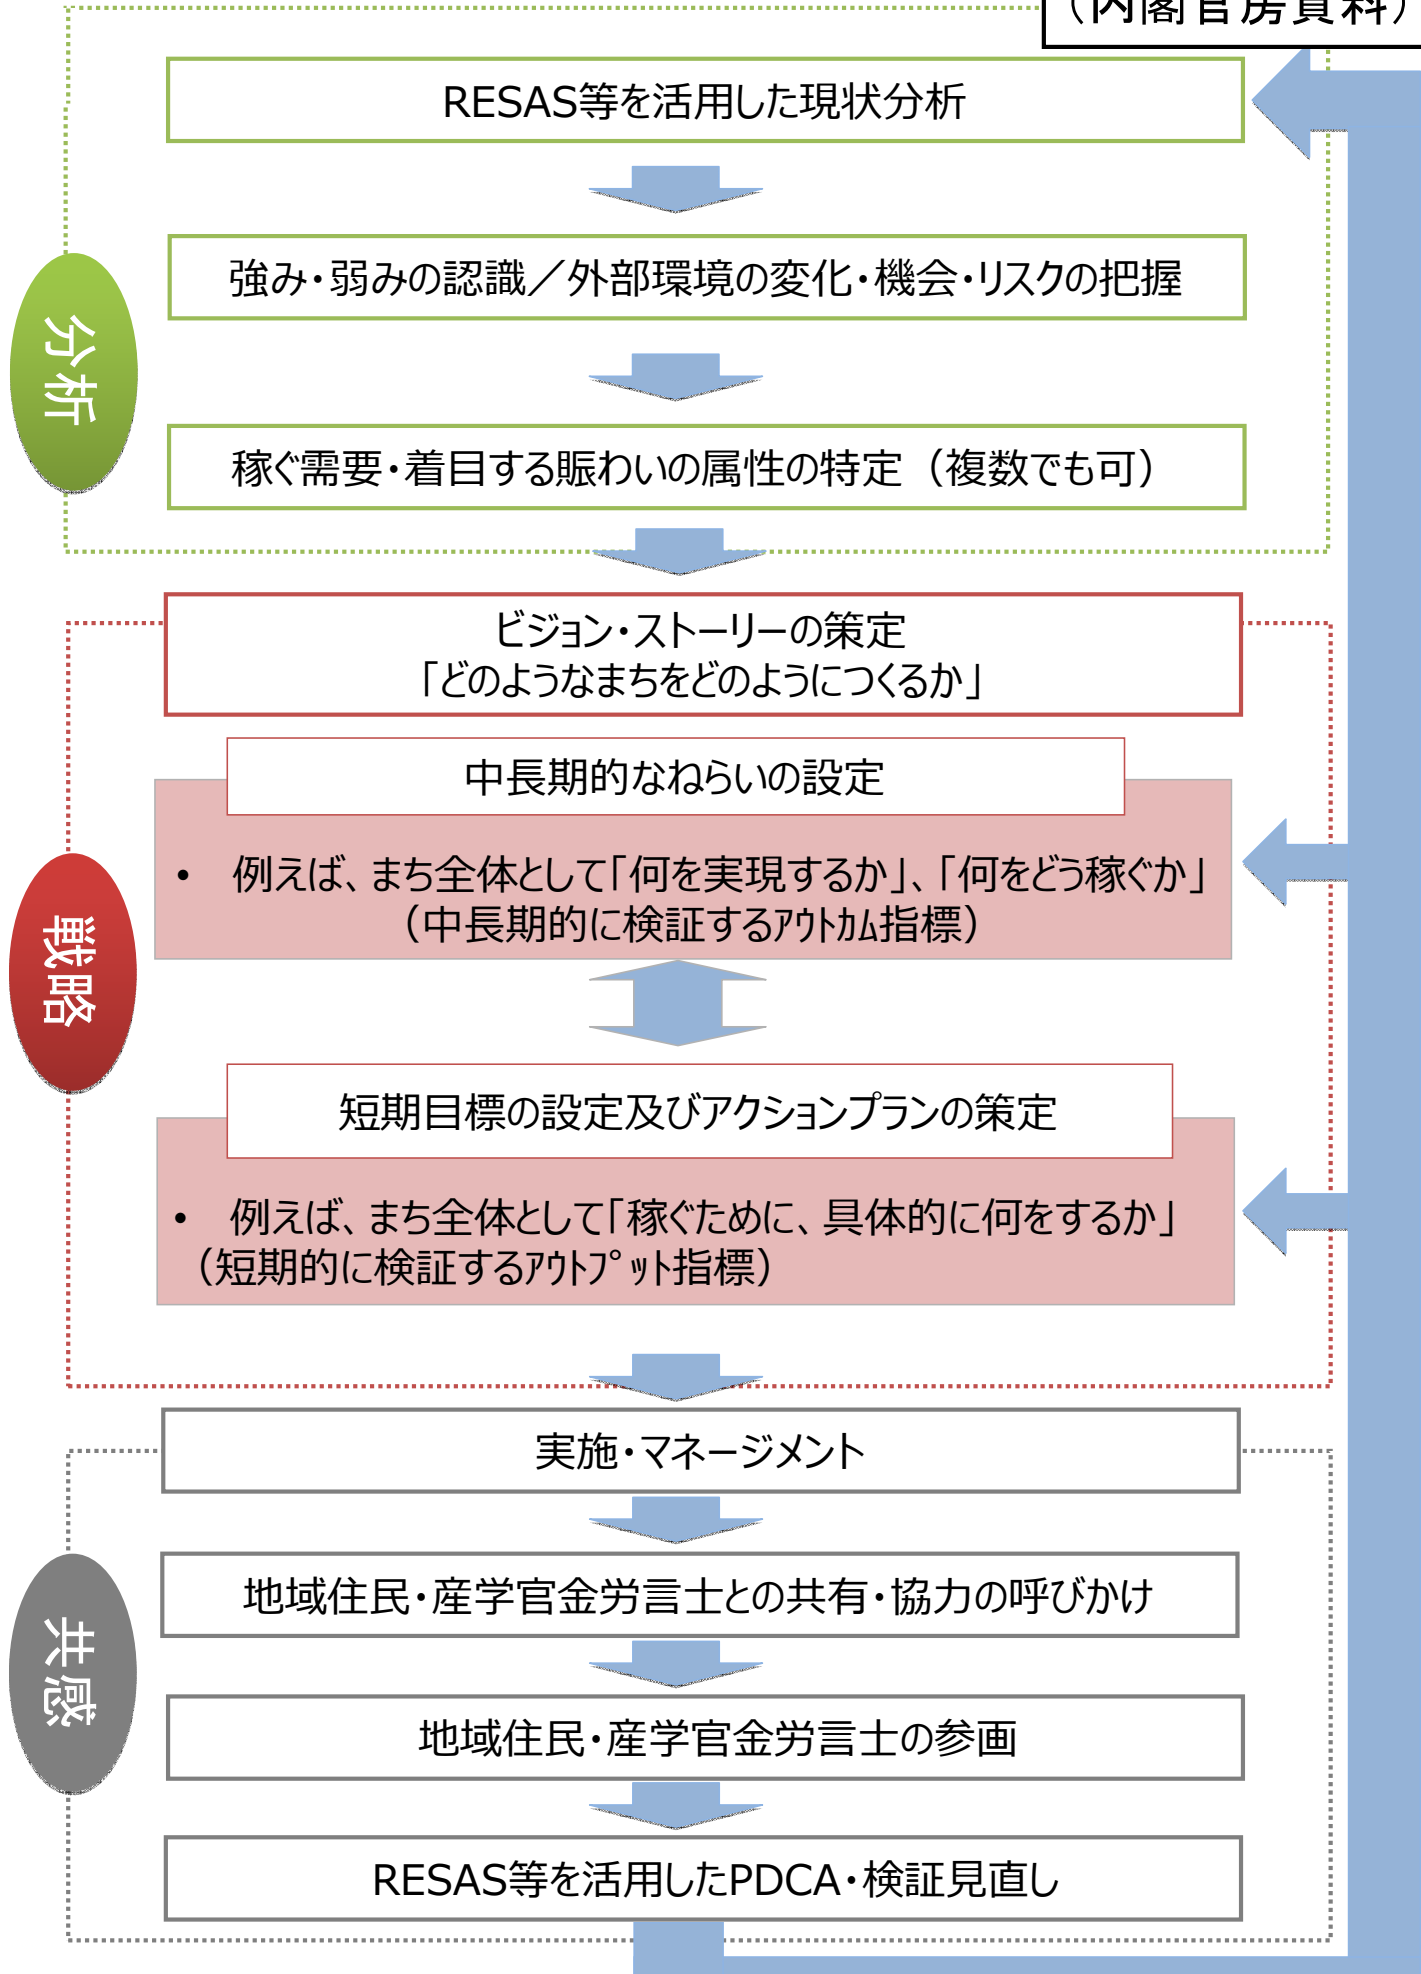 （内閣官房資料）
RESAS等を活用した現状分析
強み・弱みの認識／外部環境の変化・機会・リスクの把握
分析
稼ぐ需要・着目する賑わいの属性の特定（複数でも可）
ビジョン・ストーリーの策定
「どのようなまちをどのようにつくるか」
中長期的なねらいの設定
• 例えば、まち全体として「何を実現するか」、「何をどう稼ぐか」
（中長期的に検証するｱｳﾄｶﾑ指標）
戦略
短期目標の設定及びアクションプランの策定
• 例えば、まち全体として「稼ぐために、具体的に何をするか」
（短期的に検証するｱｳﾄﾌﾟｯﾄ指標）
実施・マネージメント
地域住民・産学官金労言士との共有・協力の呼びかけ
共感
地域住民・産学官金労言士の参画
RESAS等を活用したPDCA・検証見直し